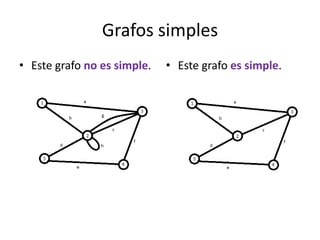 Grafos simples
• Este grafo no es simple.
• Este grafo es simple.
a
b
g
c
f
d
h
e
a
b
c
f
d
e